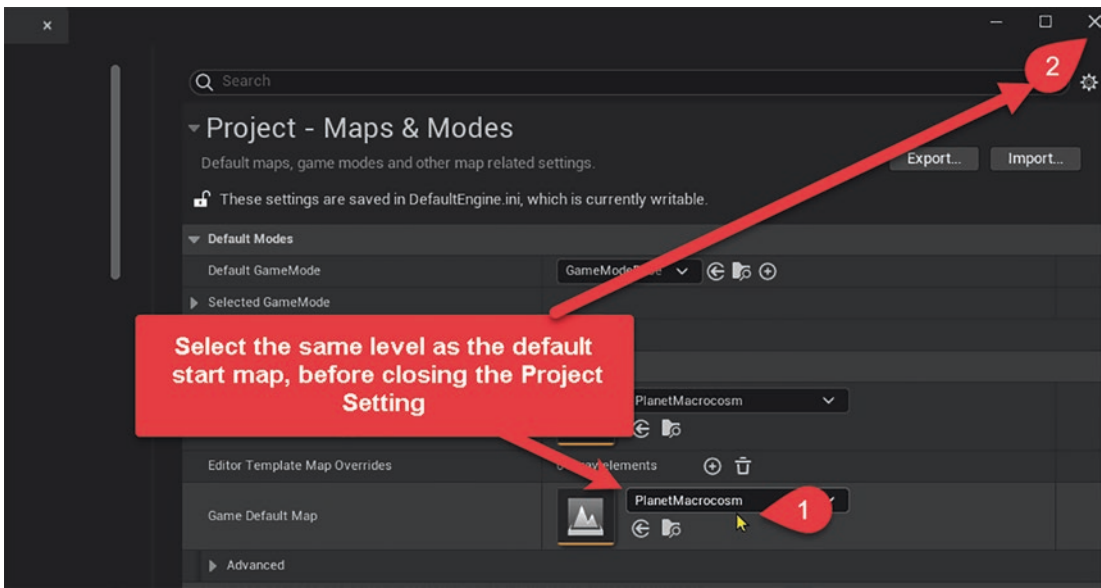 Search
2
Project - Maps & Modes
Default maps, game modes and other map related settings.
Export...
Import...
These settings are saved in DefaultEngine.ini, which is currently writable.
Default Modes
Default GameMode
Selected GameMode
Select the same level as the default
start map, before closing the Project
Setting
PlanetMacrocosm
Editor Template Map Overrides
elements
Game Default Map
PlanetMacrocosm
1
Advanced